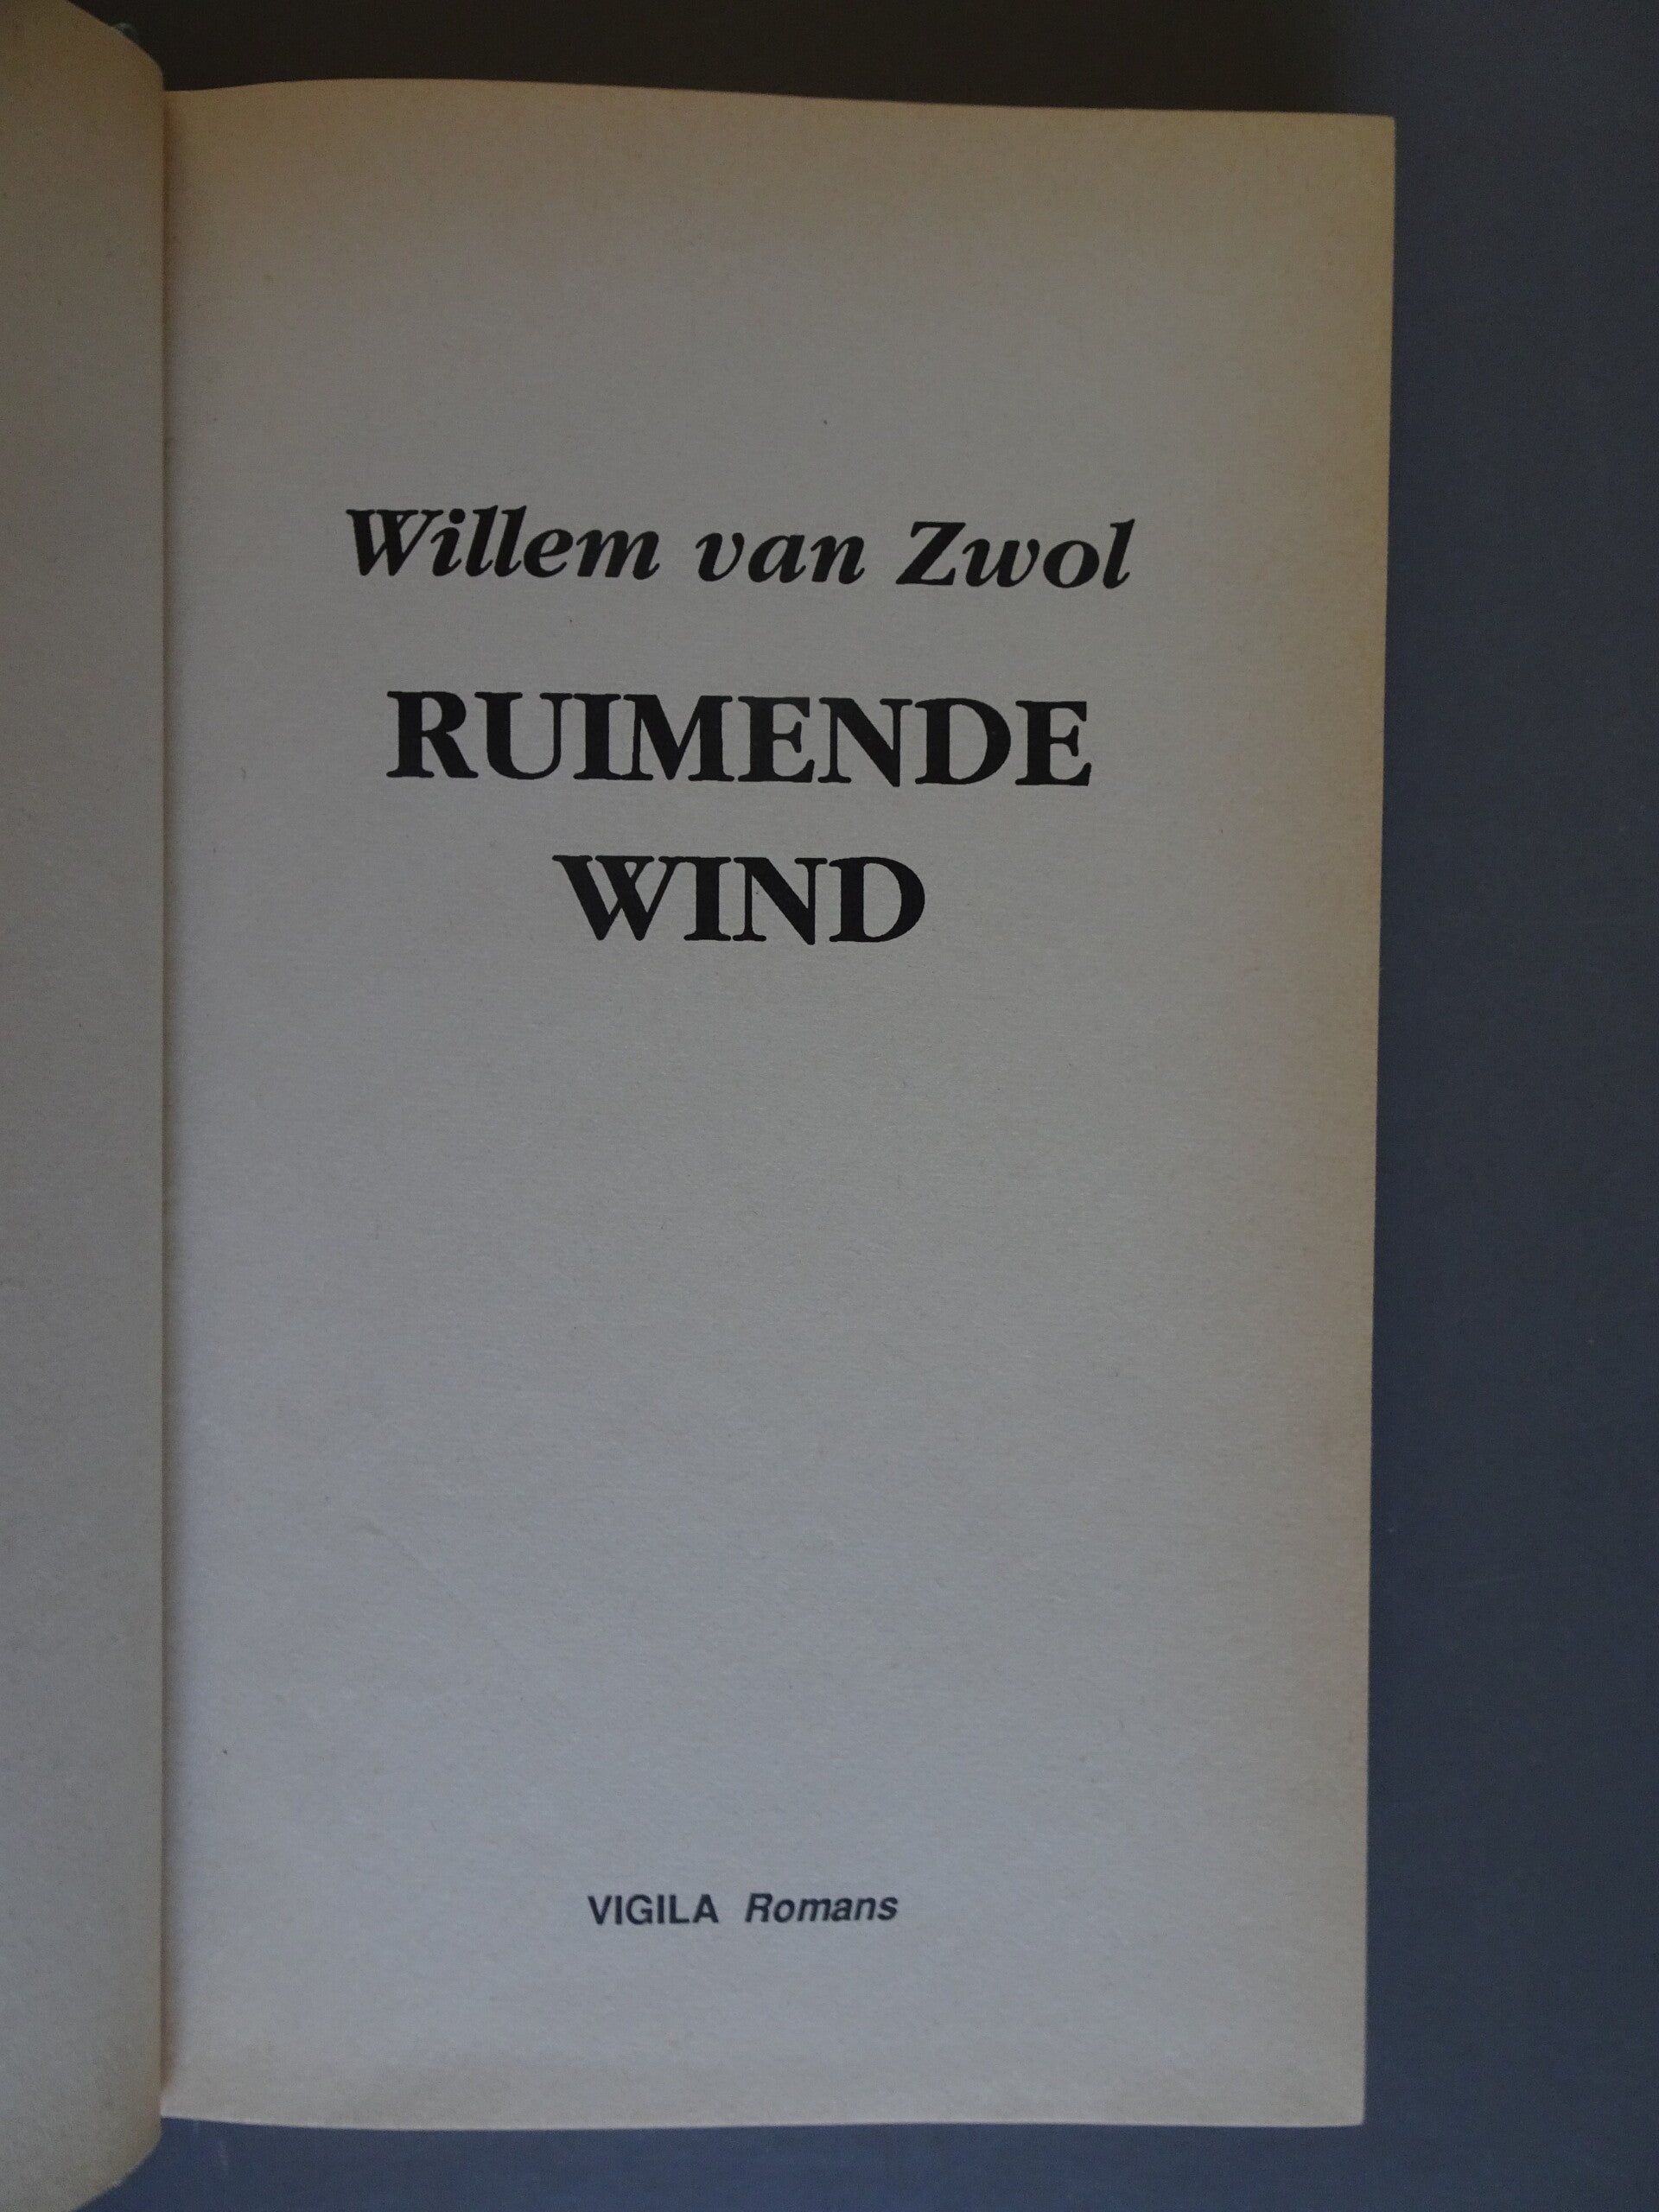 Willem van Zwol
RUIMENDE
WIND
VIGILA Romans